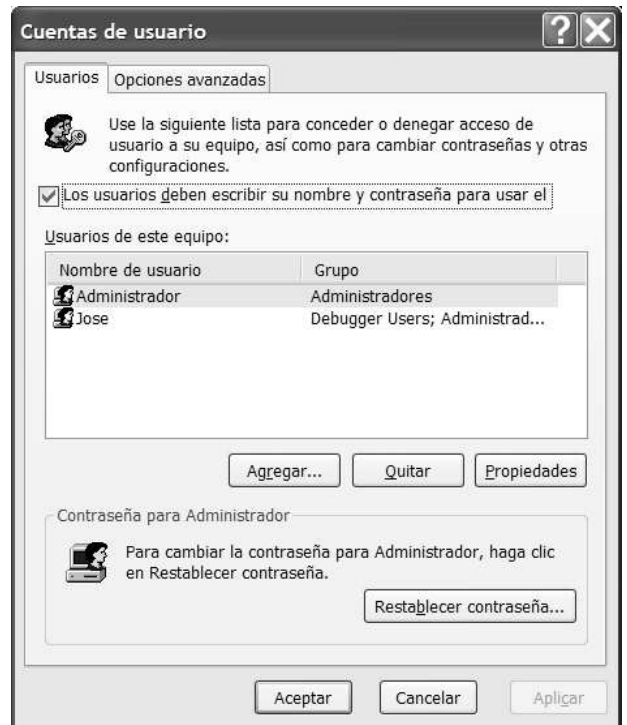 Cuentas de usuario
Usuarios
Opciones avanzadas
Use la siguiente lista para conceder o denegar acceso de
usuario a su equipo, así como para cambiar contraseñas y otras
configuraciones.
Los usuarios deben escribir su nombre y contraseña para usar el
Usuarios de este equipo:
Nombre de usuario Grupo
Administrador Administradores
Jose Debugger Users; Administrad...
Agregar... Quitar Propiedades
Contraseña para Administrador
Para cambiar la contraseña para Administrador, haga clic
en Restablecer contraseña.
Restablecer contraseña...
Aceptar Cancelar Aplicar